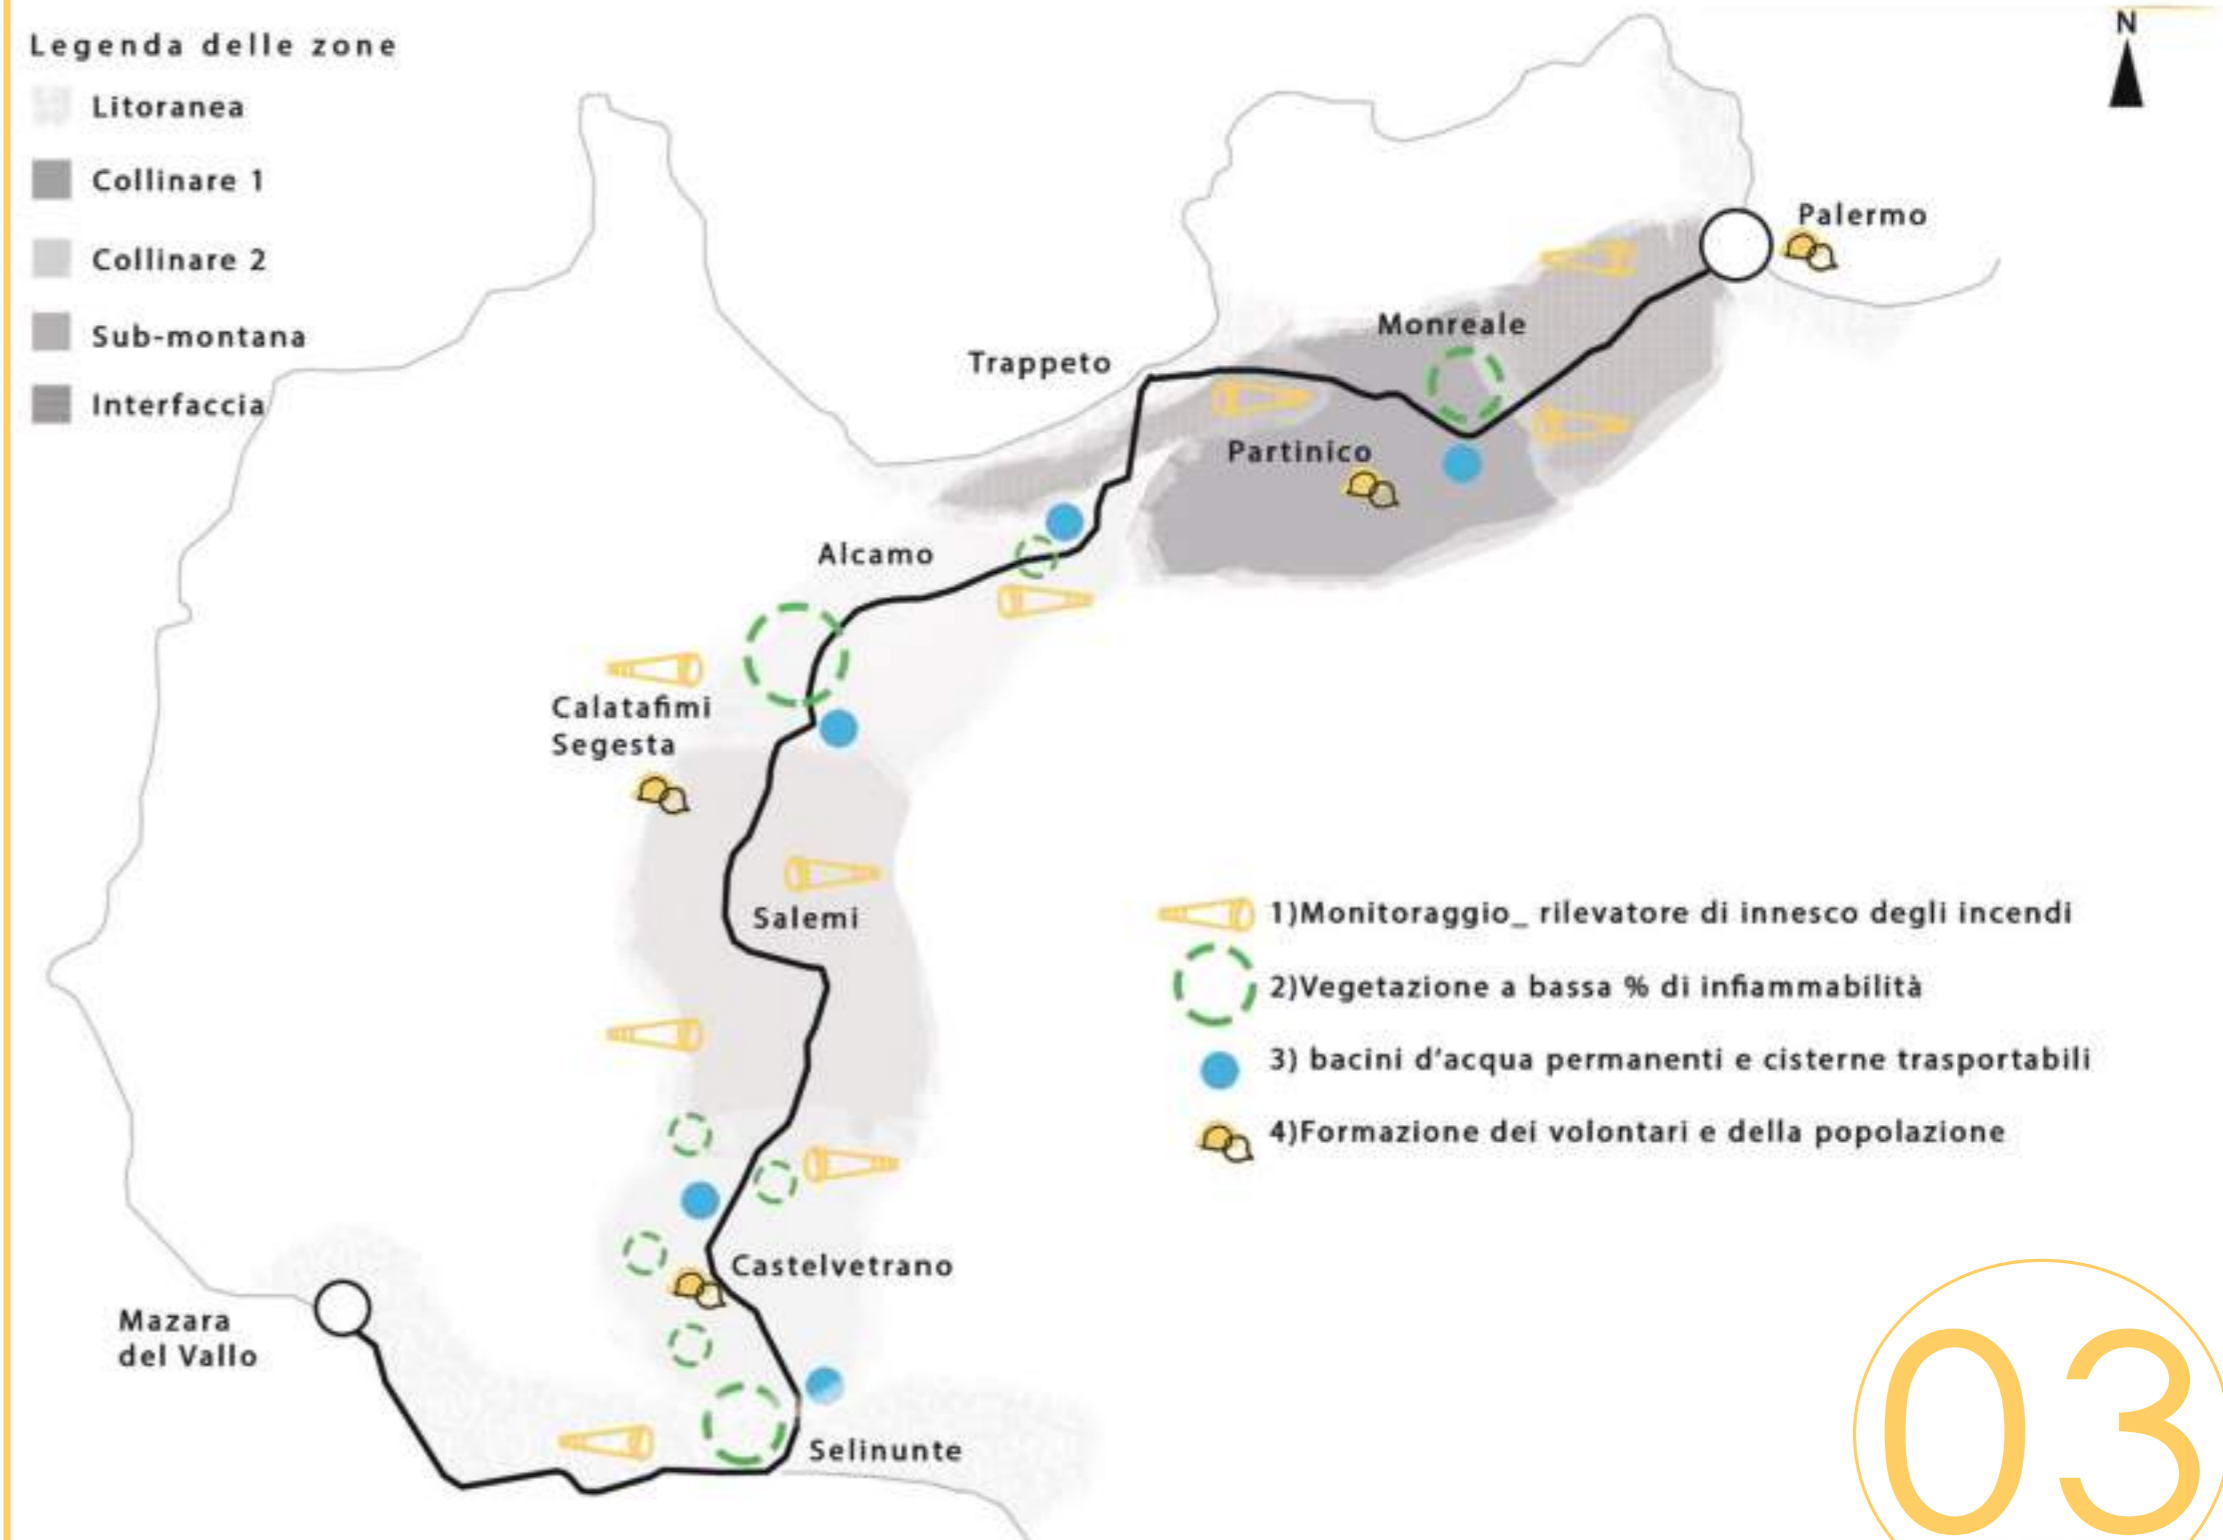 Legenda delle zone
Litoranea
Collinare 1
Collinare 2
Sub-montana
Interfaccia
N
Palermo
Monreale
Trappeto
Partinico
Alcamo
Calatafimi
Segesta
Salemi
1)Monitoraggio_ rilevatore di innesco degli incendi
2)Vegetazione a bassa % di infiammabilità
3) bacini d'acqua permanenti e cisterne trasportabili
4)Formazione dei volontari e della popolazione
Castelvetrano
Mazara
del Vallo
Selinunte
03